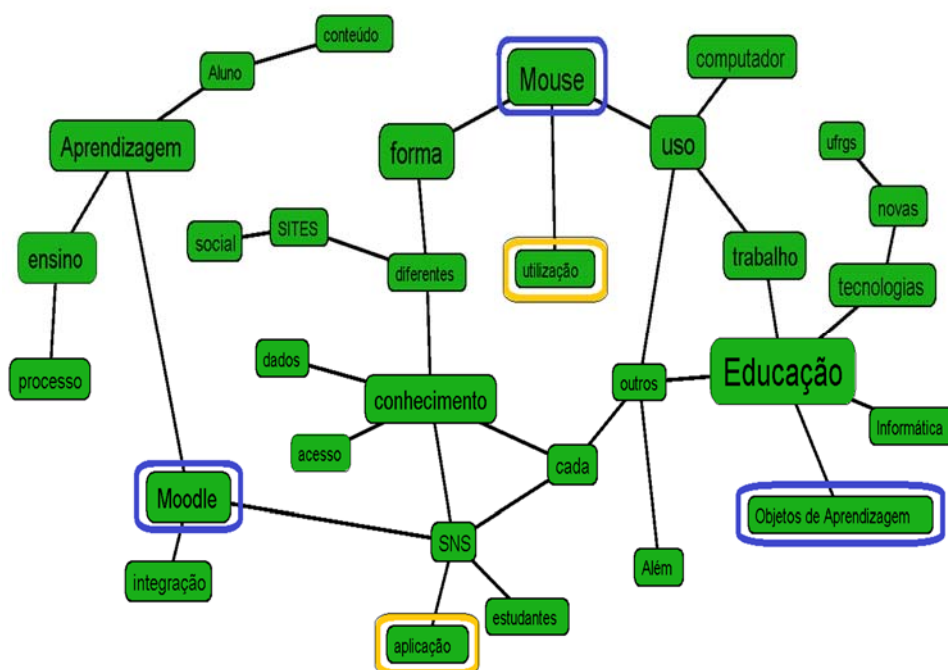 conteúdo
Aluno
computador
Mouse
Aprendizagem
forma
uso
ufrgs
novas
SITES
social
ensino
trabalho
diferentes
utilização
tecnologias
dados
processo
conhecimento
outros
Educação
Informática
acesso
cada
Moodle
Objetos de Aprendizagem
SNS
Além
integração
estudantes
aplicação